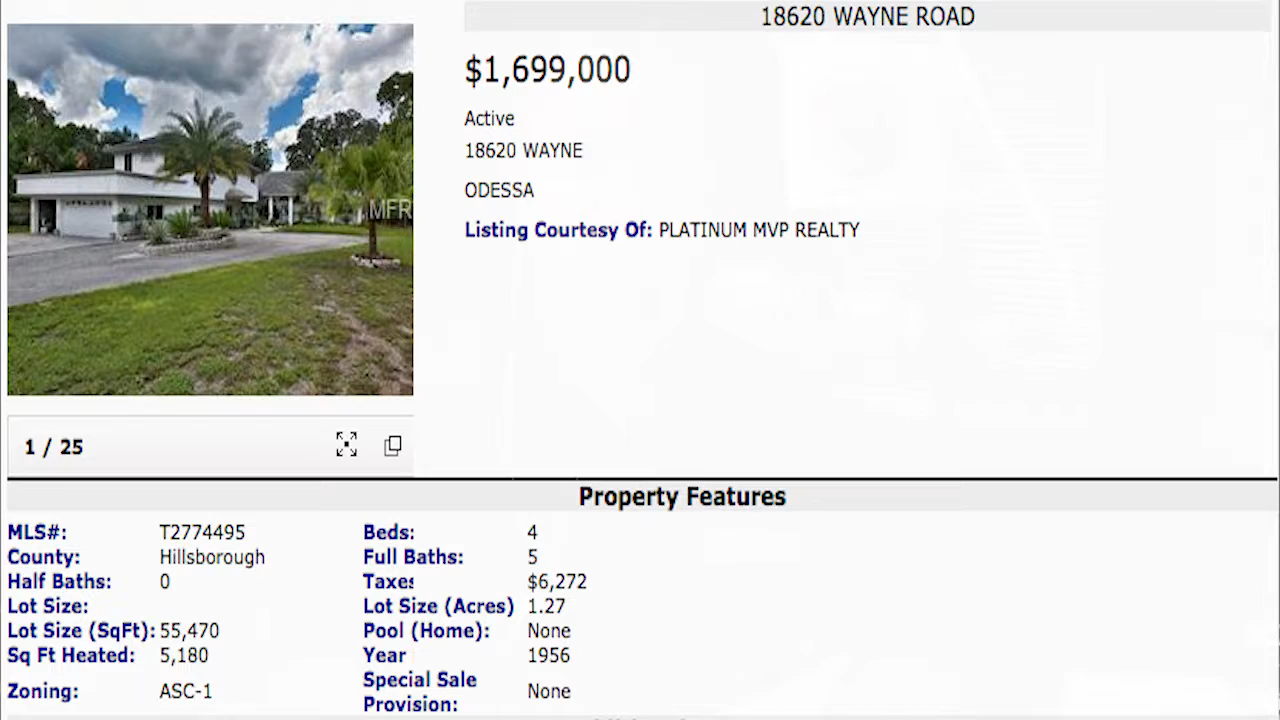 18620 WAYNE ROAD
$1,699,000
Active
18620 WAYNE
ODESSA
Listing Courtesy Of: PLATINUM MVP REALTY
MFR
1 / 25
Property Features
MLS#: T2774495 Beds: 4
County: Hillsborough Full Baths: 5
Half Baths: 0 Taxes $6,272
Lot Size: Lot Size (Acres) 1.27
Lot Size (SqFt): 55,470 Pool (Home): None
Sq Ft Heated: 5,180 Year 1956
Zoning: ASC-1 Special Sale Provision: None